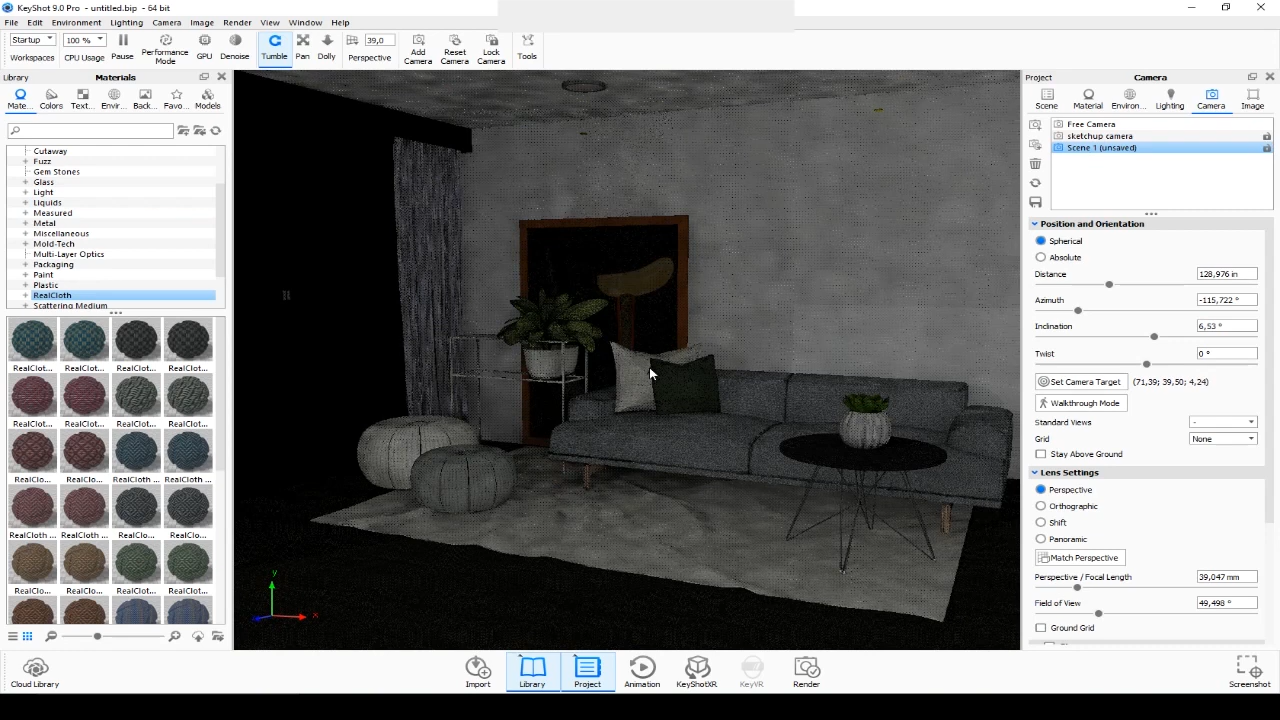 KeyShot 9.0 Pro - untitled.bip - 64 bit
File Edit Environment Lighting Camera Image Render View Window Help
Startup 100 % 39,0
Workspaces CPU Usage Pause Performance Mode GPU Denoise Tumble Pan Dolly Perspective Add Camera Reset Camera Lock Camera Tools
Library Materials
Mate... Colors Text... Envir... Back... Favo... Models
Cutaway
Fuzz
Gem Stones
Glass
Light
Liquids
Measured
Metal
Miscellaneous
Mold-Tech
Multi-Layer Optics
Packaging
Paint
Plastic
RealCloth
Scattering Medium
RealClot... RealClot... RealClot... RealClot...
RealClot... RealClot... RealClot... RealClot...
RealClo... RealClo... RealCloth ... RealCloth ...
RealCloth ... RealCloth ... RealClo... RealClo...
RealClo... RealClo... RealClot... RealClot...
y
x
Project Camera
Scene Material Environ... Lighting Camera Image
Free Camera
sketchup camera
Scene 1 (unsaved)
Position and Orientation
Spherical
Absolute
Distance 128,976 in
Azimuth -115,722 °
Inclination 6,53 °
Twist 0 °
Set Camera Target (71,39; 39,50; 4,24)
Walkthrough Mode
Standard Views -
Grid None
Stay Above Ground
Lens Settings
Perspective
Orthographic
Shift
Panoramic
Match Perspective
Perspective / Focal Length 39,047 mm
Field of View 49,498 °
Ground Grid
Cloud Library Import Library Project Animation KeyShotXR KeyVR Render Screenshot